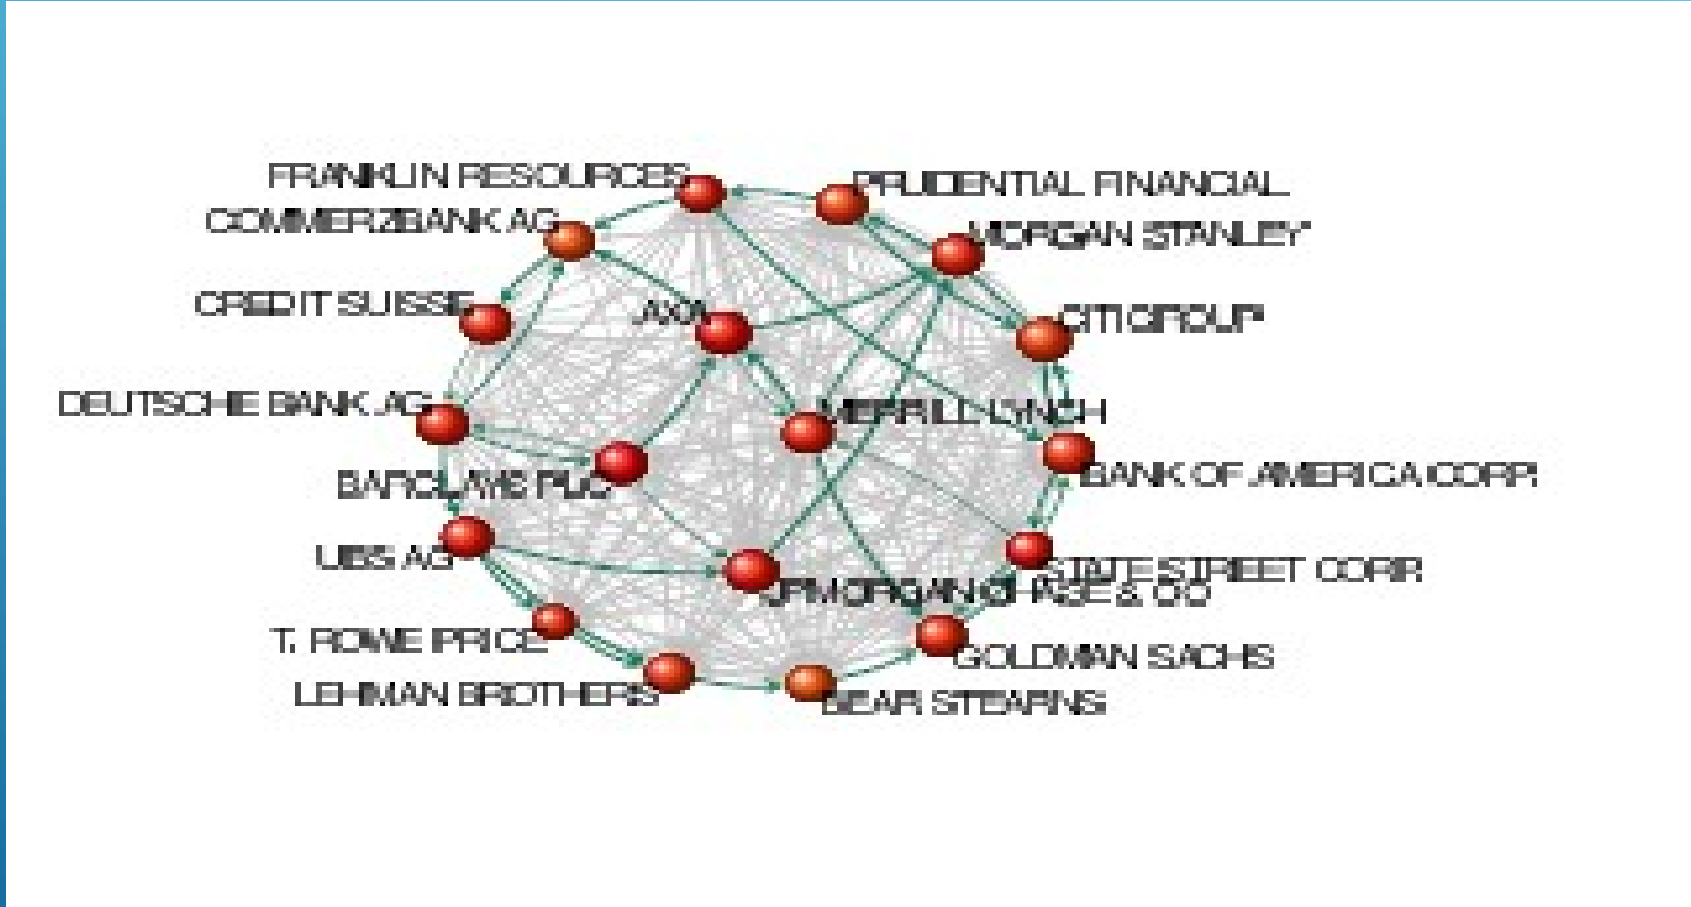 FRANKLIN RESOURCES
PRUDENTIAL FINANCIAL
COMMERZBANK AG
MORGAN STANLEY*
CREDIT SUISSE
AXA
CITIGROUP*
DEUTSCHE BANK AG
MERRILL LYNCH
BARCLAYS PLC
BANK OF AMERICA CORP*
UBS AG
STATE STREET CORP.
JPMORGAN CHASE & CO
T. ROWE PRICE
GOLDMAN SACHS
LEHMAN BROTHERS
BEAR STEARNS